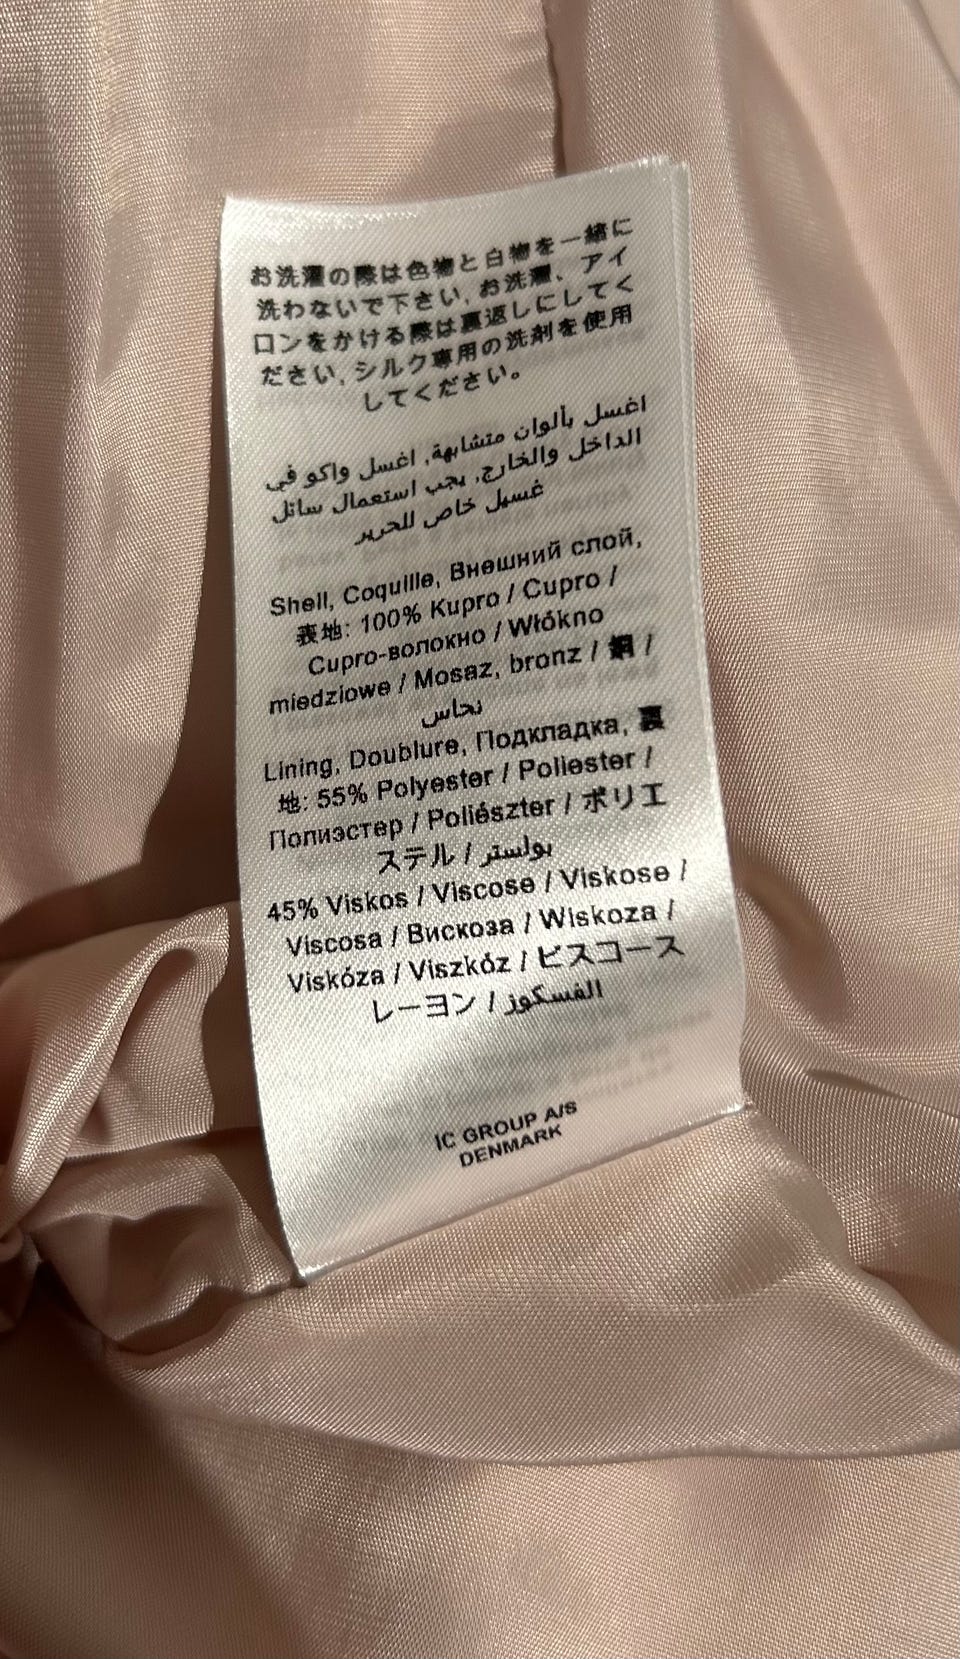 お洗濯の際は色物と白物を一緒に
洗わないで下さい, お洗濯、アイ
ロンをかける際は裏返しにしてく
ださい, シルク専用の洗剤を使用
してください。
اغسل بألوان متشابهة, اغسل واكو في
الداخل والخارج, يجب استعمال سائل
غسيل خاص للحرير
Shell, Coquille, Внешний слой,
表地: 100% Kupro / Cupro /
Cupro-волокно / Włókno
miedziowe / Mosaz, bronz / 銅 /
نحاس
Lining, Doublure, Подкладка, 裏
地: 55% Polyester / Poliester /
Полиэстер / Poliészter / ポリエ
ステル / بولستر
45% Viskos / Viscose / Viskose /
Viscosa / Вискоза / Wiskoza /
Viskóza / Viszkóz / ビスコース
レーヨン / الفسكوز
IC GROUP A/S
DENMARK